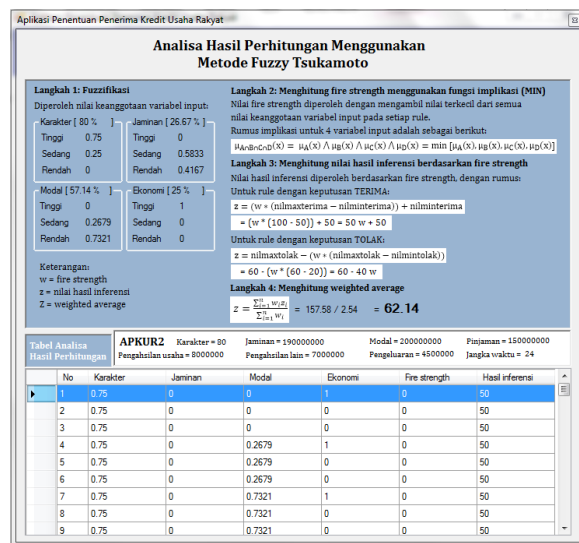 Aplikasi Penentuan Penerima Kredit Usaha Rakyat
Analisa Hasil Perhitungan Menggunakan
Metode Fuzzy Tsukamoto
Langkah 1: Fuzzifikasi
Diperoleh nilai keanggotaan variabel input:
Karakter [ 80 % ]
Tinggi 0.75
Sedang 0.25
Rendah 0
Jaminan [ 26.67 % ]
Tinggi 0
Sedang 0.5833
Rendah 0.4167
Modal [ 57.14 % ]
Tinggi 0
Sedang 0.2679
Rendah 0.7321
Ekonomi [ 25 % ]
Tinggi 1
Sedang 0
Rendah 0
Keterangan:
w = fire strength
z = nilai hasil inferensi
Z = weighted average
Langkah 2: Menghitung fire strength menggunakan fungsi implikasi (MIN)
Nilai fire strength diperoleh dengan mengambil nilai terkecil dari semua
nilai keanggotaan variabel input pada setiap rule.
Rumus implikasi untuk 4 variabel input adalah sebagai berikut:
μA∩B∩C∩D(x) = μA(x) ⋀ μB(x) ⋀ μC(x) ⋀ μD(x) = min [μA(x), μB(x), μC(x), μD(x)]
Langkah 3: Menghitung nilai hasil inferensi berdasarkan fire strength
Nilai hasil inferensi diperoleh berdasarkan fire strength, dengan rumus:
Untuk rule dengan keputusan TERIMA:
z = (w * (nilmaxterima − nilminterima)) + nilminterima
= (w * (100 - 50)) + 50 = 50 w + 50
Untuk rule dengan keputusan TOLAK:
z = nilmaxtolak − (w * (nilmaxtolak − nilmintolak))
= 60 - (w * (60 - 20)) = 60 - 40 w
Langkah 4: Menghitung weighted average
z = ∑ⁿᵢ₌₁ wᵢzᵢ / ∑ⁿᵢ₌₁ wᵢ = 157.58 / 2.54 = 62.14
Tabel Analisa
Hasil Perhitungan
APKUR2 Karakter = 80 Jaminan = 190000000 Modal = 200000000 Pinjaman = 150000000
Pengahsilan usaha = 8000000 Pengahsilan lain = 7000000 Pengeluaran = 4500000 Jangka waktu = 24
No Karakter Jaminan Modal Ekonomi Fire strength Hasil inferensi
1 0.75 0 0 1 0 50
2 0.75 0 0 0 0 50
3 0.75 0 0 0 0 50
4 0.75 0 0.2679 1 0 50
5 0.75 0 0.2679 0 0 50
6 0.75 0 0.2679 0 0 50
7 0.75 0 0.7321 1 0 50
8 0.75 0 0.7321 0 0 50
9 0.75 0 0.7321 0 0 50